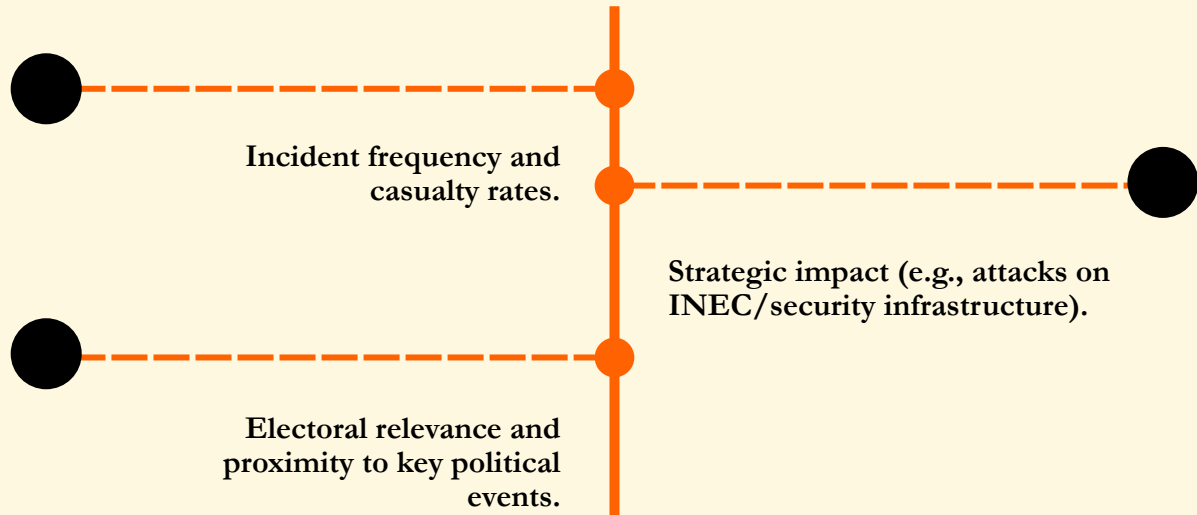 Incident frequency and
casualty rates.
Strategic impact (e.g., attacks on
INEC/security infrastructure).
Electoral relevance and
proximity to key political
events.